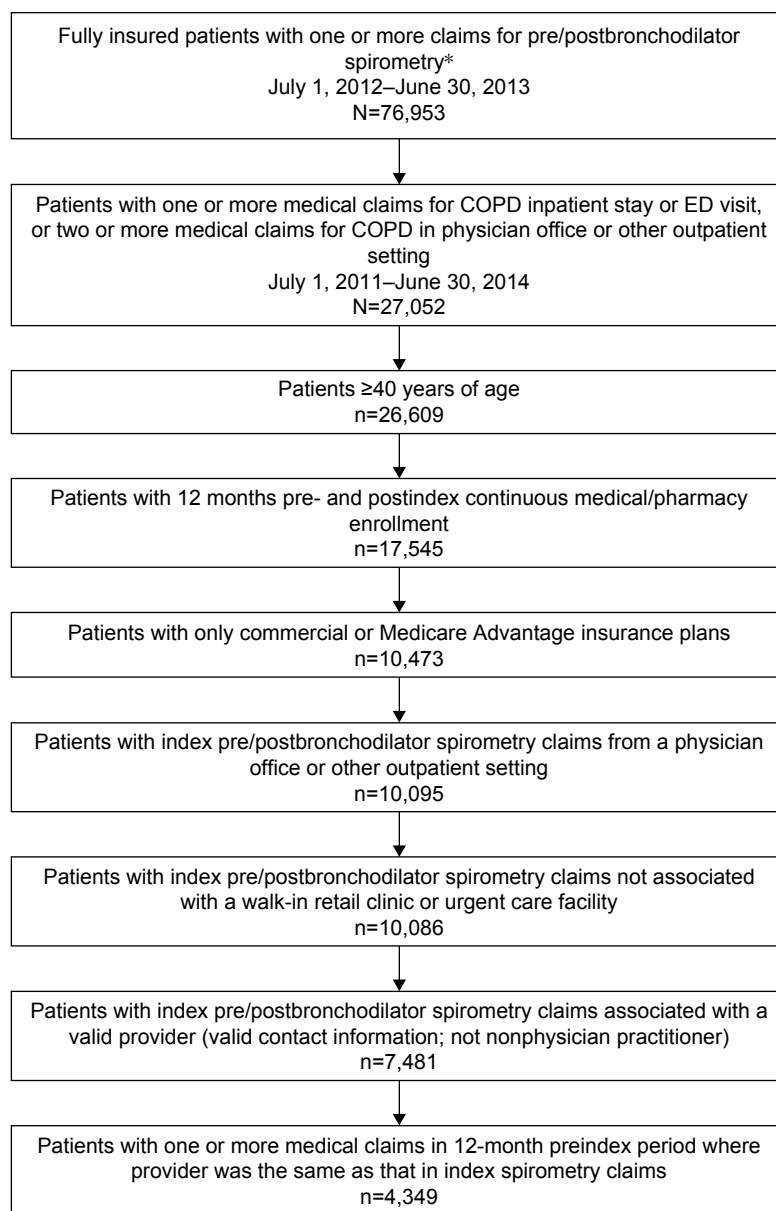 Fully insured patients with one or more claims for pre/postbronchodilator
spirometry*
July 1, 2012–June 30, 2013
N=76,953
Patients with one or more medical claims for COPD inpatient stay or ED visit,
or two or more medical claims for COPD in physician office or other outpatient
setting
July 1, 2011–June 30, 2014
N=27,052
Patients ≥40 years of age
n=26,609
Patients with 12 months pre- and postindex continuous medical/pharmacy
enrollment
n=17,545
Patients with only commercial or Medicare Advantage insurance plans
n=10,473
Patients with index pre/postbronchodilator spirometry claims from a physician
office or other outpatient setting
n=10,095
Patients with index pre/postbronchodilator spirometry claims not associated
with a walk-in retail clinic or urgent care facility
n=10,086
Patients with index pre/postbronchodilator spirometry claims associated with a
valid provider (valid contact information; not nonphysician practitioner)
n=7,481
Patients with one or more medical claims in 12-month preindex period where
provider was the same as that in index spirometry claims
n=4,349